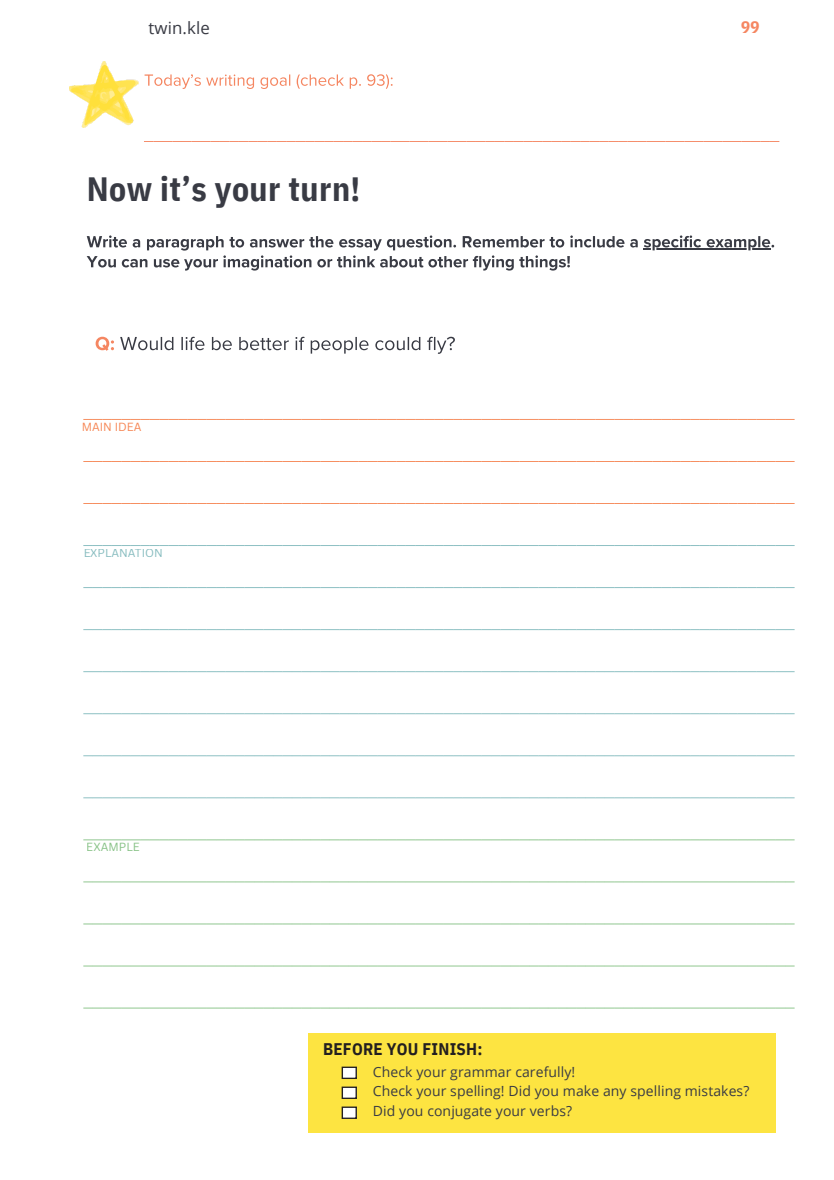 twin.kle
99
Today’s writing goal (check p. 93):
Now it’s your turn!
Write a paragraph to answer the essay question. Remember to include a specific example.
You can use your imagination or think about other flying things!
Q: Would life be better if people could fly?
MAIN IDEA
EXPLANATION
EXAMPLE
BEFORE YOU FINISH:
Check your grammar carefully!
Check your spelling! Did you make any spelling mistakes?
Did you conjugate your verbs?